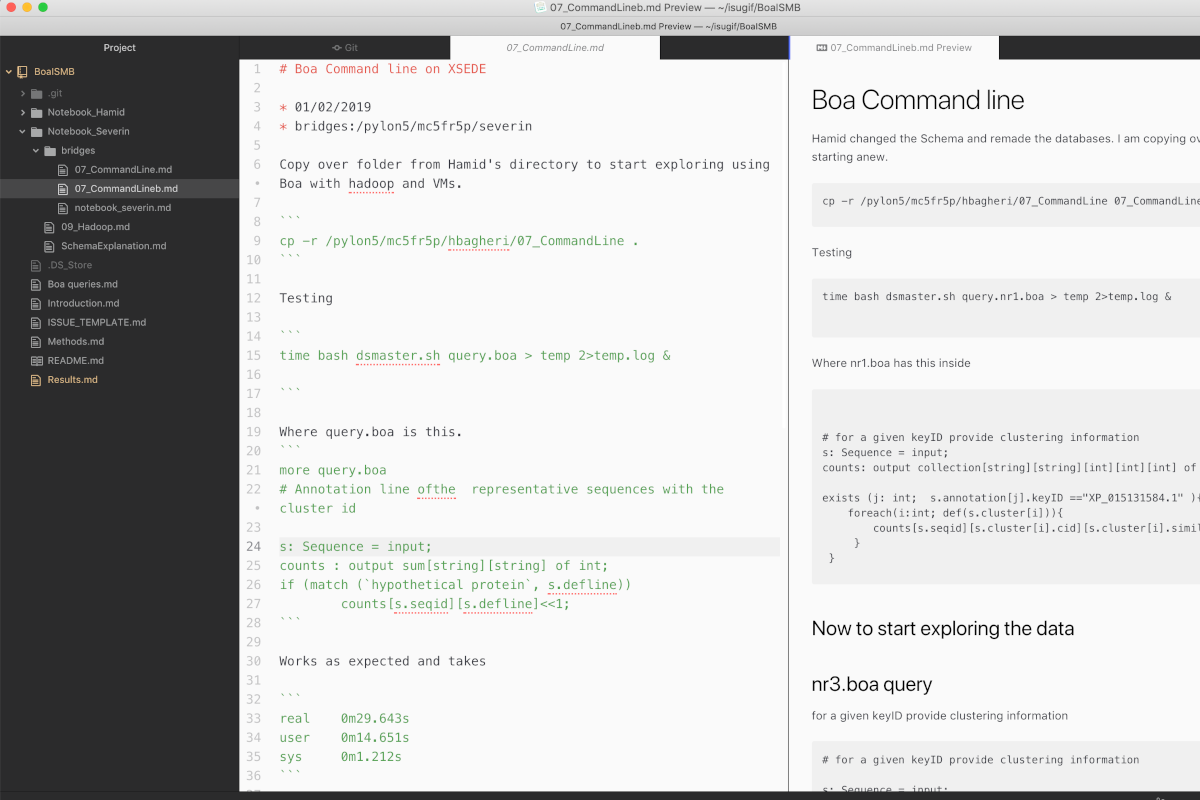 07_CommandLineb.md Preview — ~/isugif/BoaISMB
07_CommandLineb.md Preview — ~/isugif/BoaISMB
Project
Git
07_CommandLine.md
07_CommandLineb.md Preview
BoaISMB
.git
Notebook_Hamid
Notebook_Severin
bridges
07_CommandLine.md
07_CommandLineb.md
notebook_severin.md
09_Hadoop.md
SchemaExplanation.md
.DS_Store
Boa queries.md
Introduction.md
ISSUE_TEMPLATE.md
Methods.md
README.md
Results.md
1 # Boa Command line on XSEDE
2
3 * 01/02/2019
4 * bridges:/pylon5/mc5fr5p/severin
5
6 Copy over folder from Hamid's directory to start exploring using
• Boa with hadoop and VMs.
7
8 ```
9 cp -r /pylon5/mc5fr5p/hbagheri/07_CommandLine .
10 ```
11
12 Testing
13
14 ```
15 time bash dsmaster.sh query.boa > temp 2>temp.log &
16
17 ```
18
19 Where query.boa is this.
20 ```
21 more query.boa
22 # Annotation line ofthe  representative sequences with the
• cluster id
23
24 s: Sequence = input;
25 counts : output sum[string][string] of int;
26 if (match (`hypothetical protein`, s.defline))
27 counts[s.seqid][s.defline]<<1;
28 ```
29
30 Works as expected and takes
31
32 ```
33 real 0m29.643s
34 user 0m14.651s
35 sys 0m1.212s
36 ```
Boa Command line
Hamid changed the Schema and remade the databases. I am copying ov
starting anew.
cp -r /pylon5/mc5fr5p/hbagheri/07_CommandLine 07_CommandLine
Testing
time bash dsmaster.sh query.nr1.boa > temp 2>temp.log &
Where nr1.boa has this inside
# for a given keyID provide clustering information
s: Sequence = input;
counts: output collection[string][string][int][int][int] of
exists (j: int;  s.annotation[j].keyID =="XP_015131584.1" ){
foreach(i:int; def(s.cluster[i])){
counts[s.seqid][s.cluster[i].cid][s.cluster[i].simil
}
}
Now to start exploring the data
nr3.boa query
for a given keyID provide clustering information
# for a given keyID provide clustering information
s: Sequence = input;